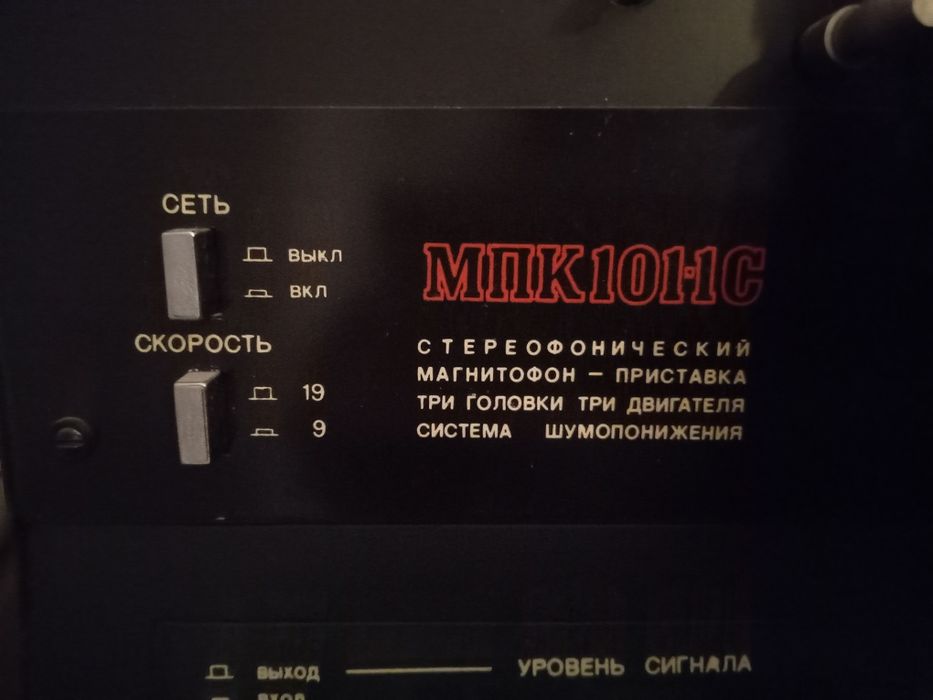 СЕТЬ
ВЫКЛ
ВКЛ
СКОРОСТЬ
19
9
МПК101-1С
СТЕРЕОФОНИЧЕСКИЙ
МАГНИТОФОН – ПРИСТАВКА
ТРИ ГОЛОВКИ ТРИ ДВИГАТЕЛЯ
СИСТЕМА ШУМОПОНИЖЕНИЯ
ВЫХОД УРОВЕНЬ СИГНАЛА
ВХОД